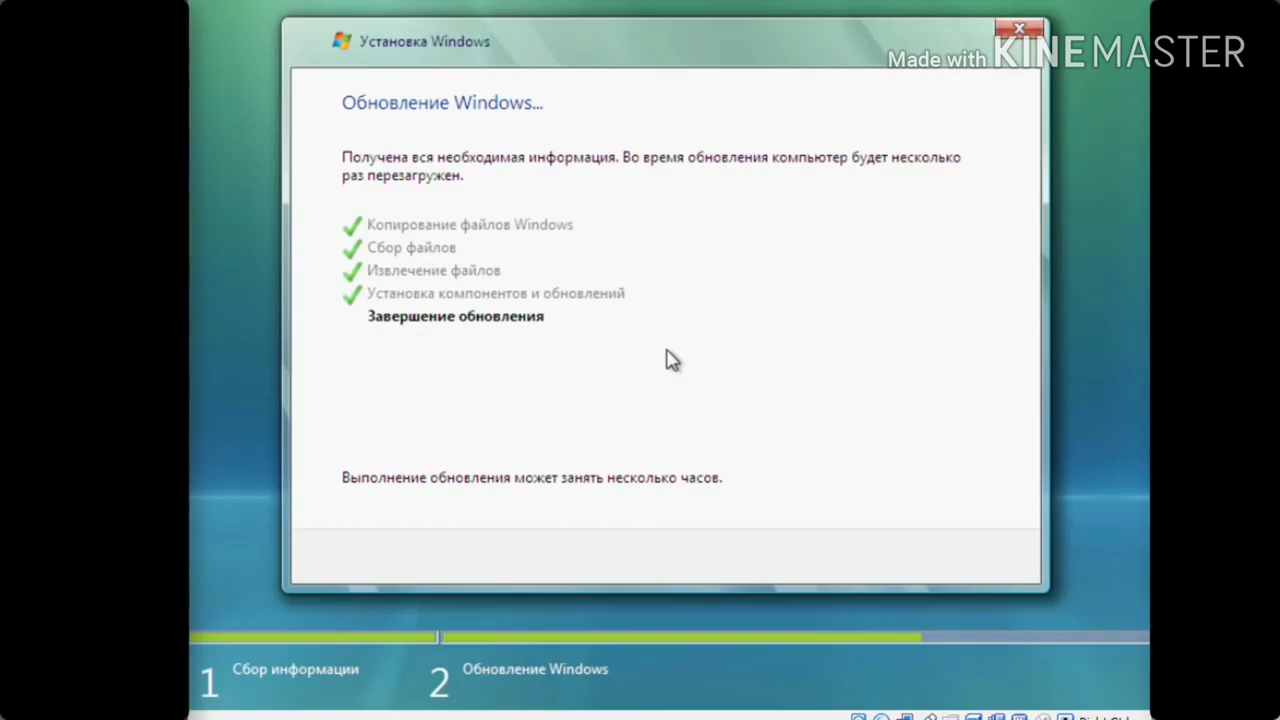 Установка Windows
Made with KINEMASTER
Обновление Windows...
Получена вся необходимая информация. Во время обновления компьютер будет несколько
раз перезагружен.
Копирование файлов Windows
Сбор файлов
Извлечение файлов
Установка компонентов и обновлений
Завершение обновления
Выполнение обновления может занять несколько часов.
1 Сбор информации
2 Обновление Windows